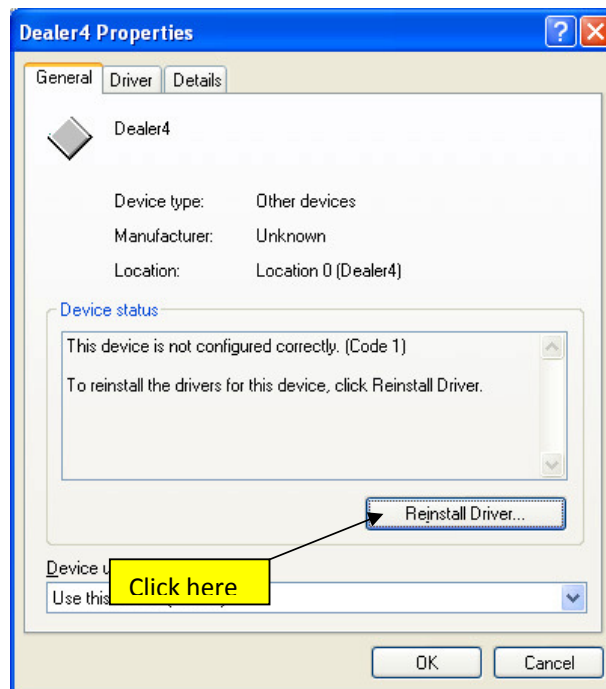 Dealer4 Properties
General Driver Details
Dealer4
Device type: Other devices
Manufacturer: Unknown
Location: Location 0 (Dealer4)
Device status
This device is not configured correctly. (Code 1)
To reinstall the drivers for this device, click Reinstall Driver.
Reinstall Driver...
Device
Click here
Use this
OK Cancel